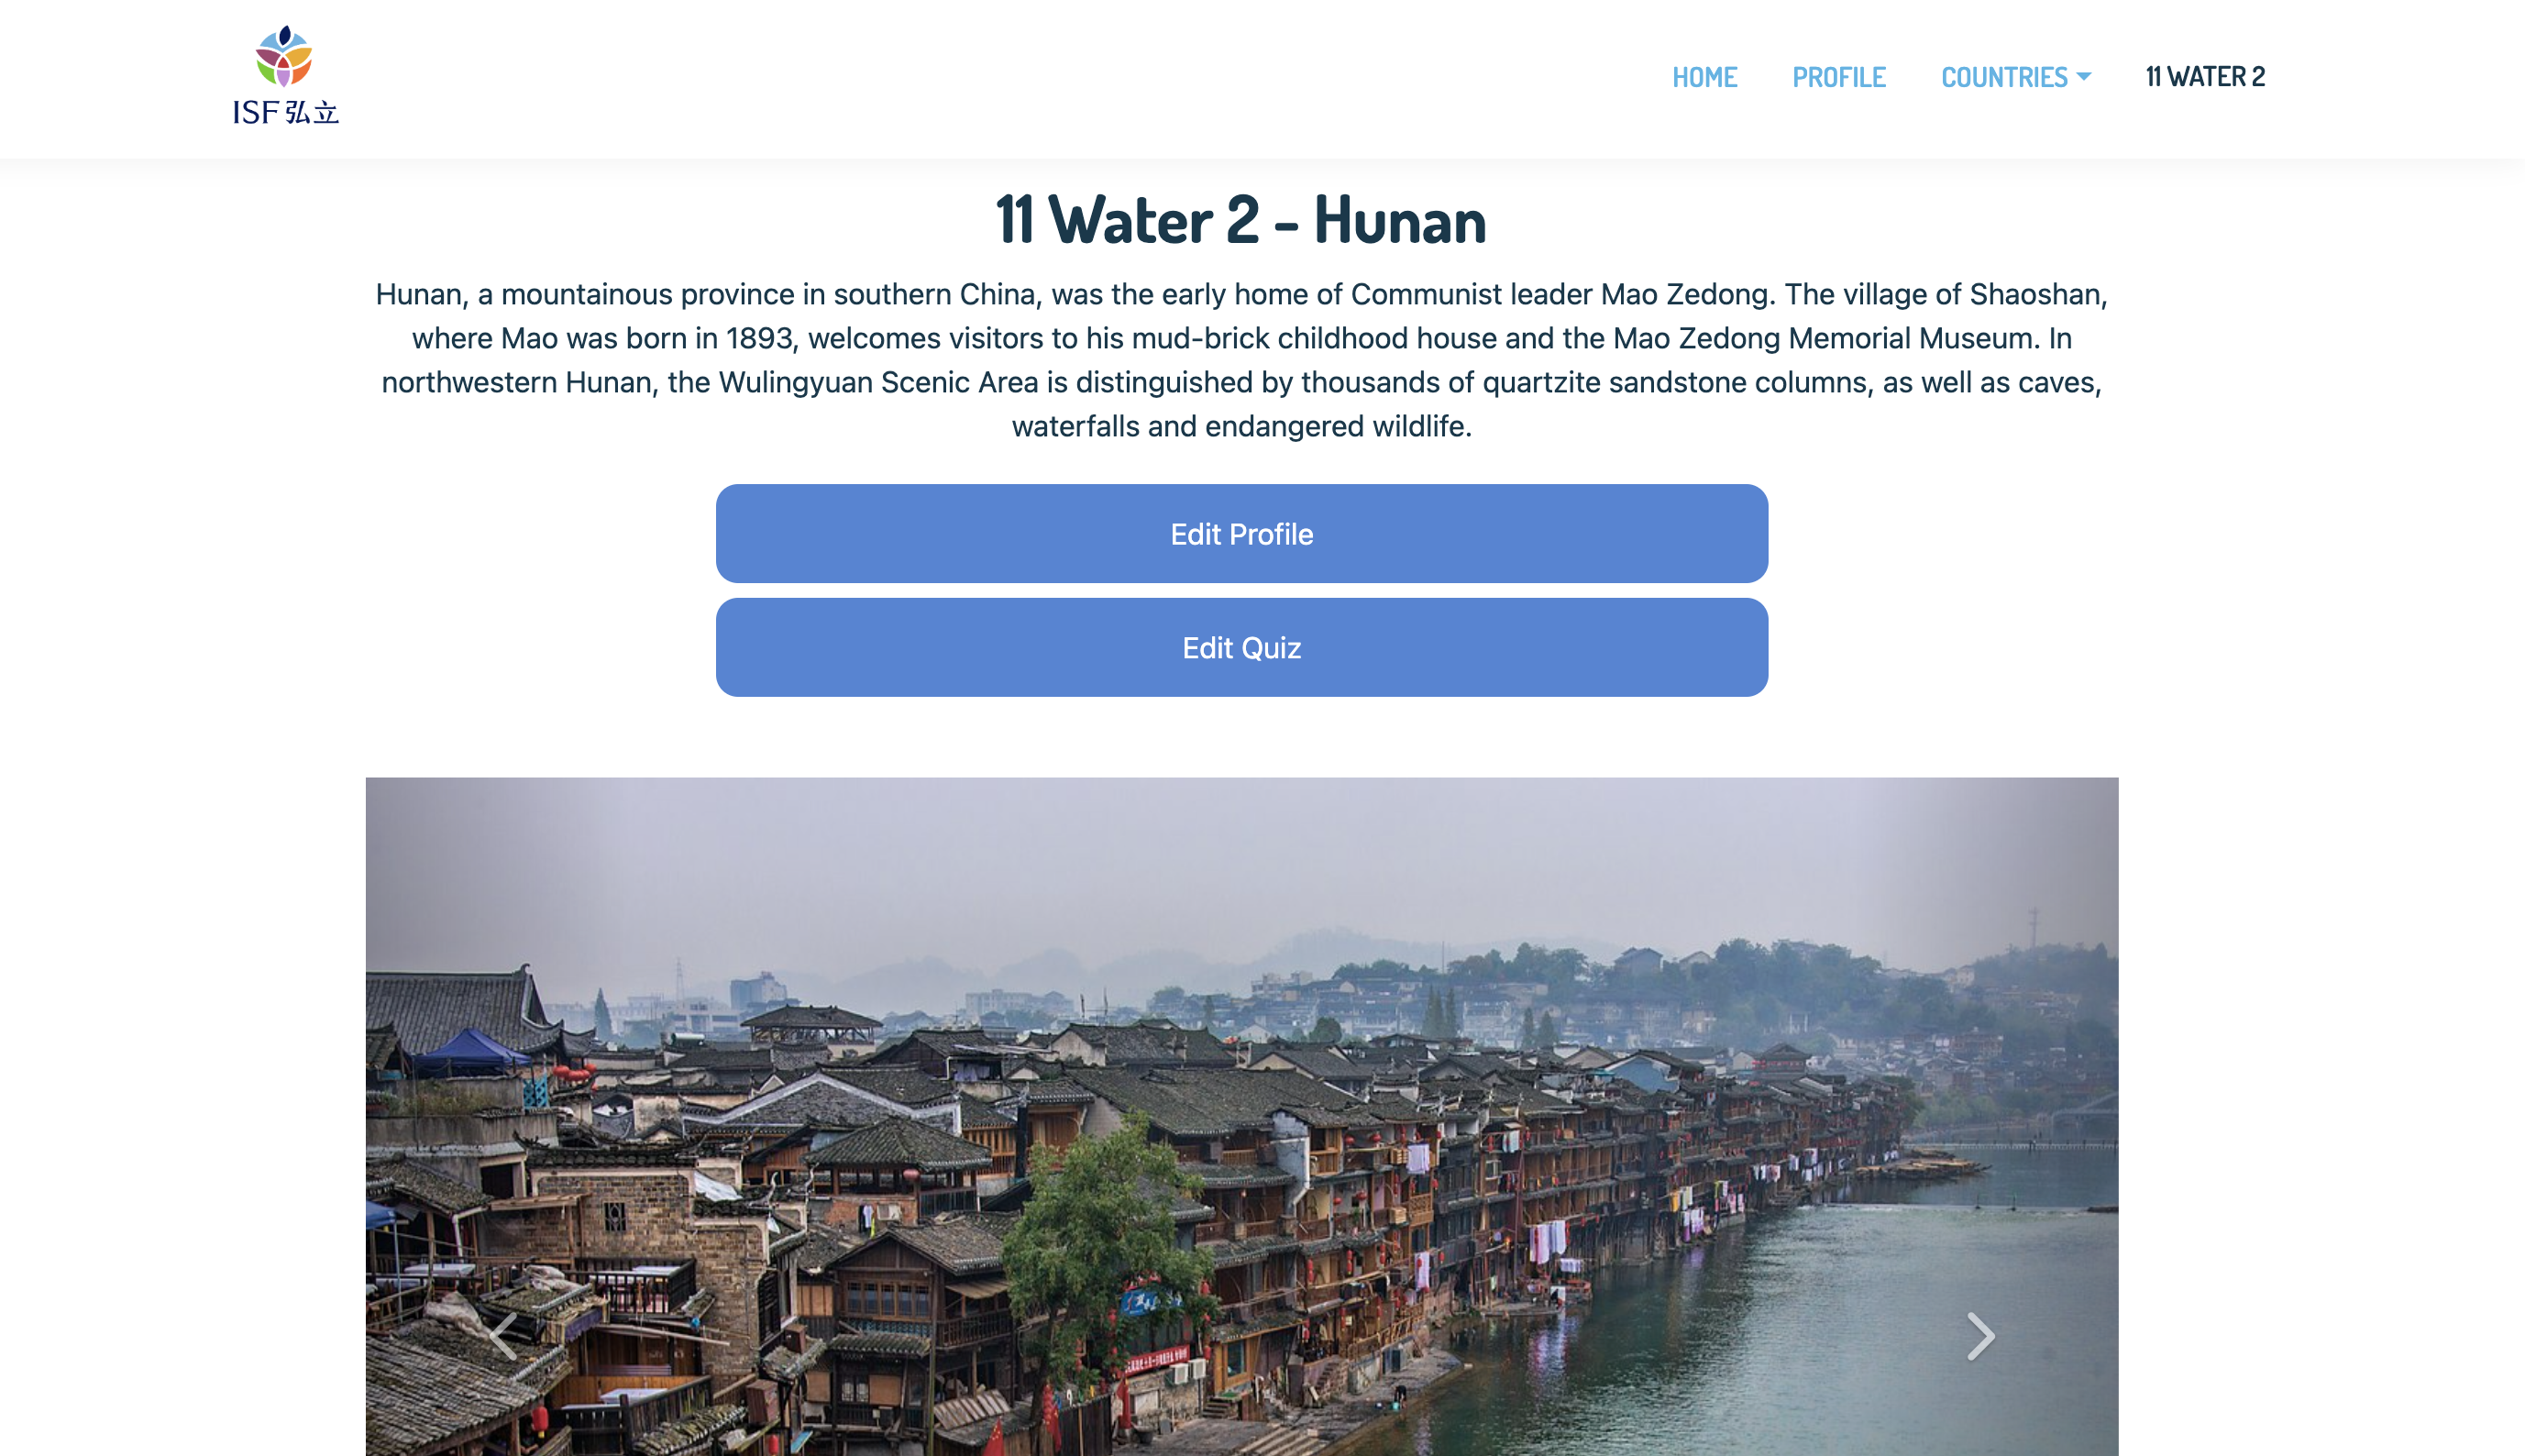 ISF 弘立
HOME PROFILE COUNTRIES 11 WATER 2
11 Water 2 - Hunan
Hunan, a mountainous province in southern China, was the early home of Communist leader Mao Zedong. The village of Shaoshan,
where Mao was born in 1893, welcomes visitors to his mud-brick childhood house and the Mao Zedong Memorial Museum. In
northwestern Hunan, the Wulingyuan Scenic Area is distinguished by thousands of quartzite sandstone columns, as well as caves,
waterfalls and endangered wildlife.
Edit Profile
Edit Quiz